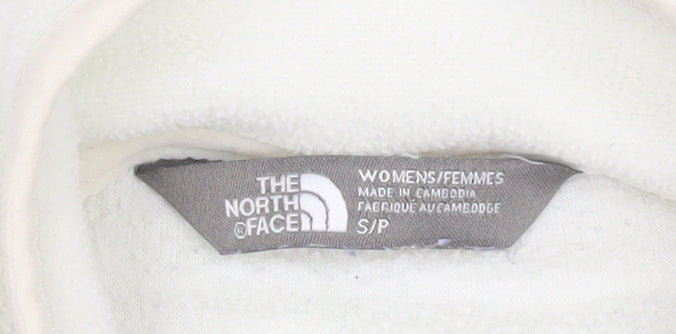 THE
NORTH
®FACE
WOMENS/FEMMES
MADE IN CAMBODIA
FABRIQUÉ AU CAMBODGE
S/P